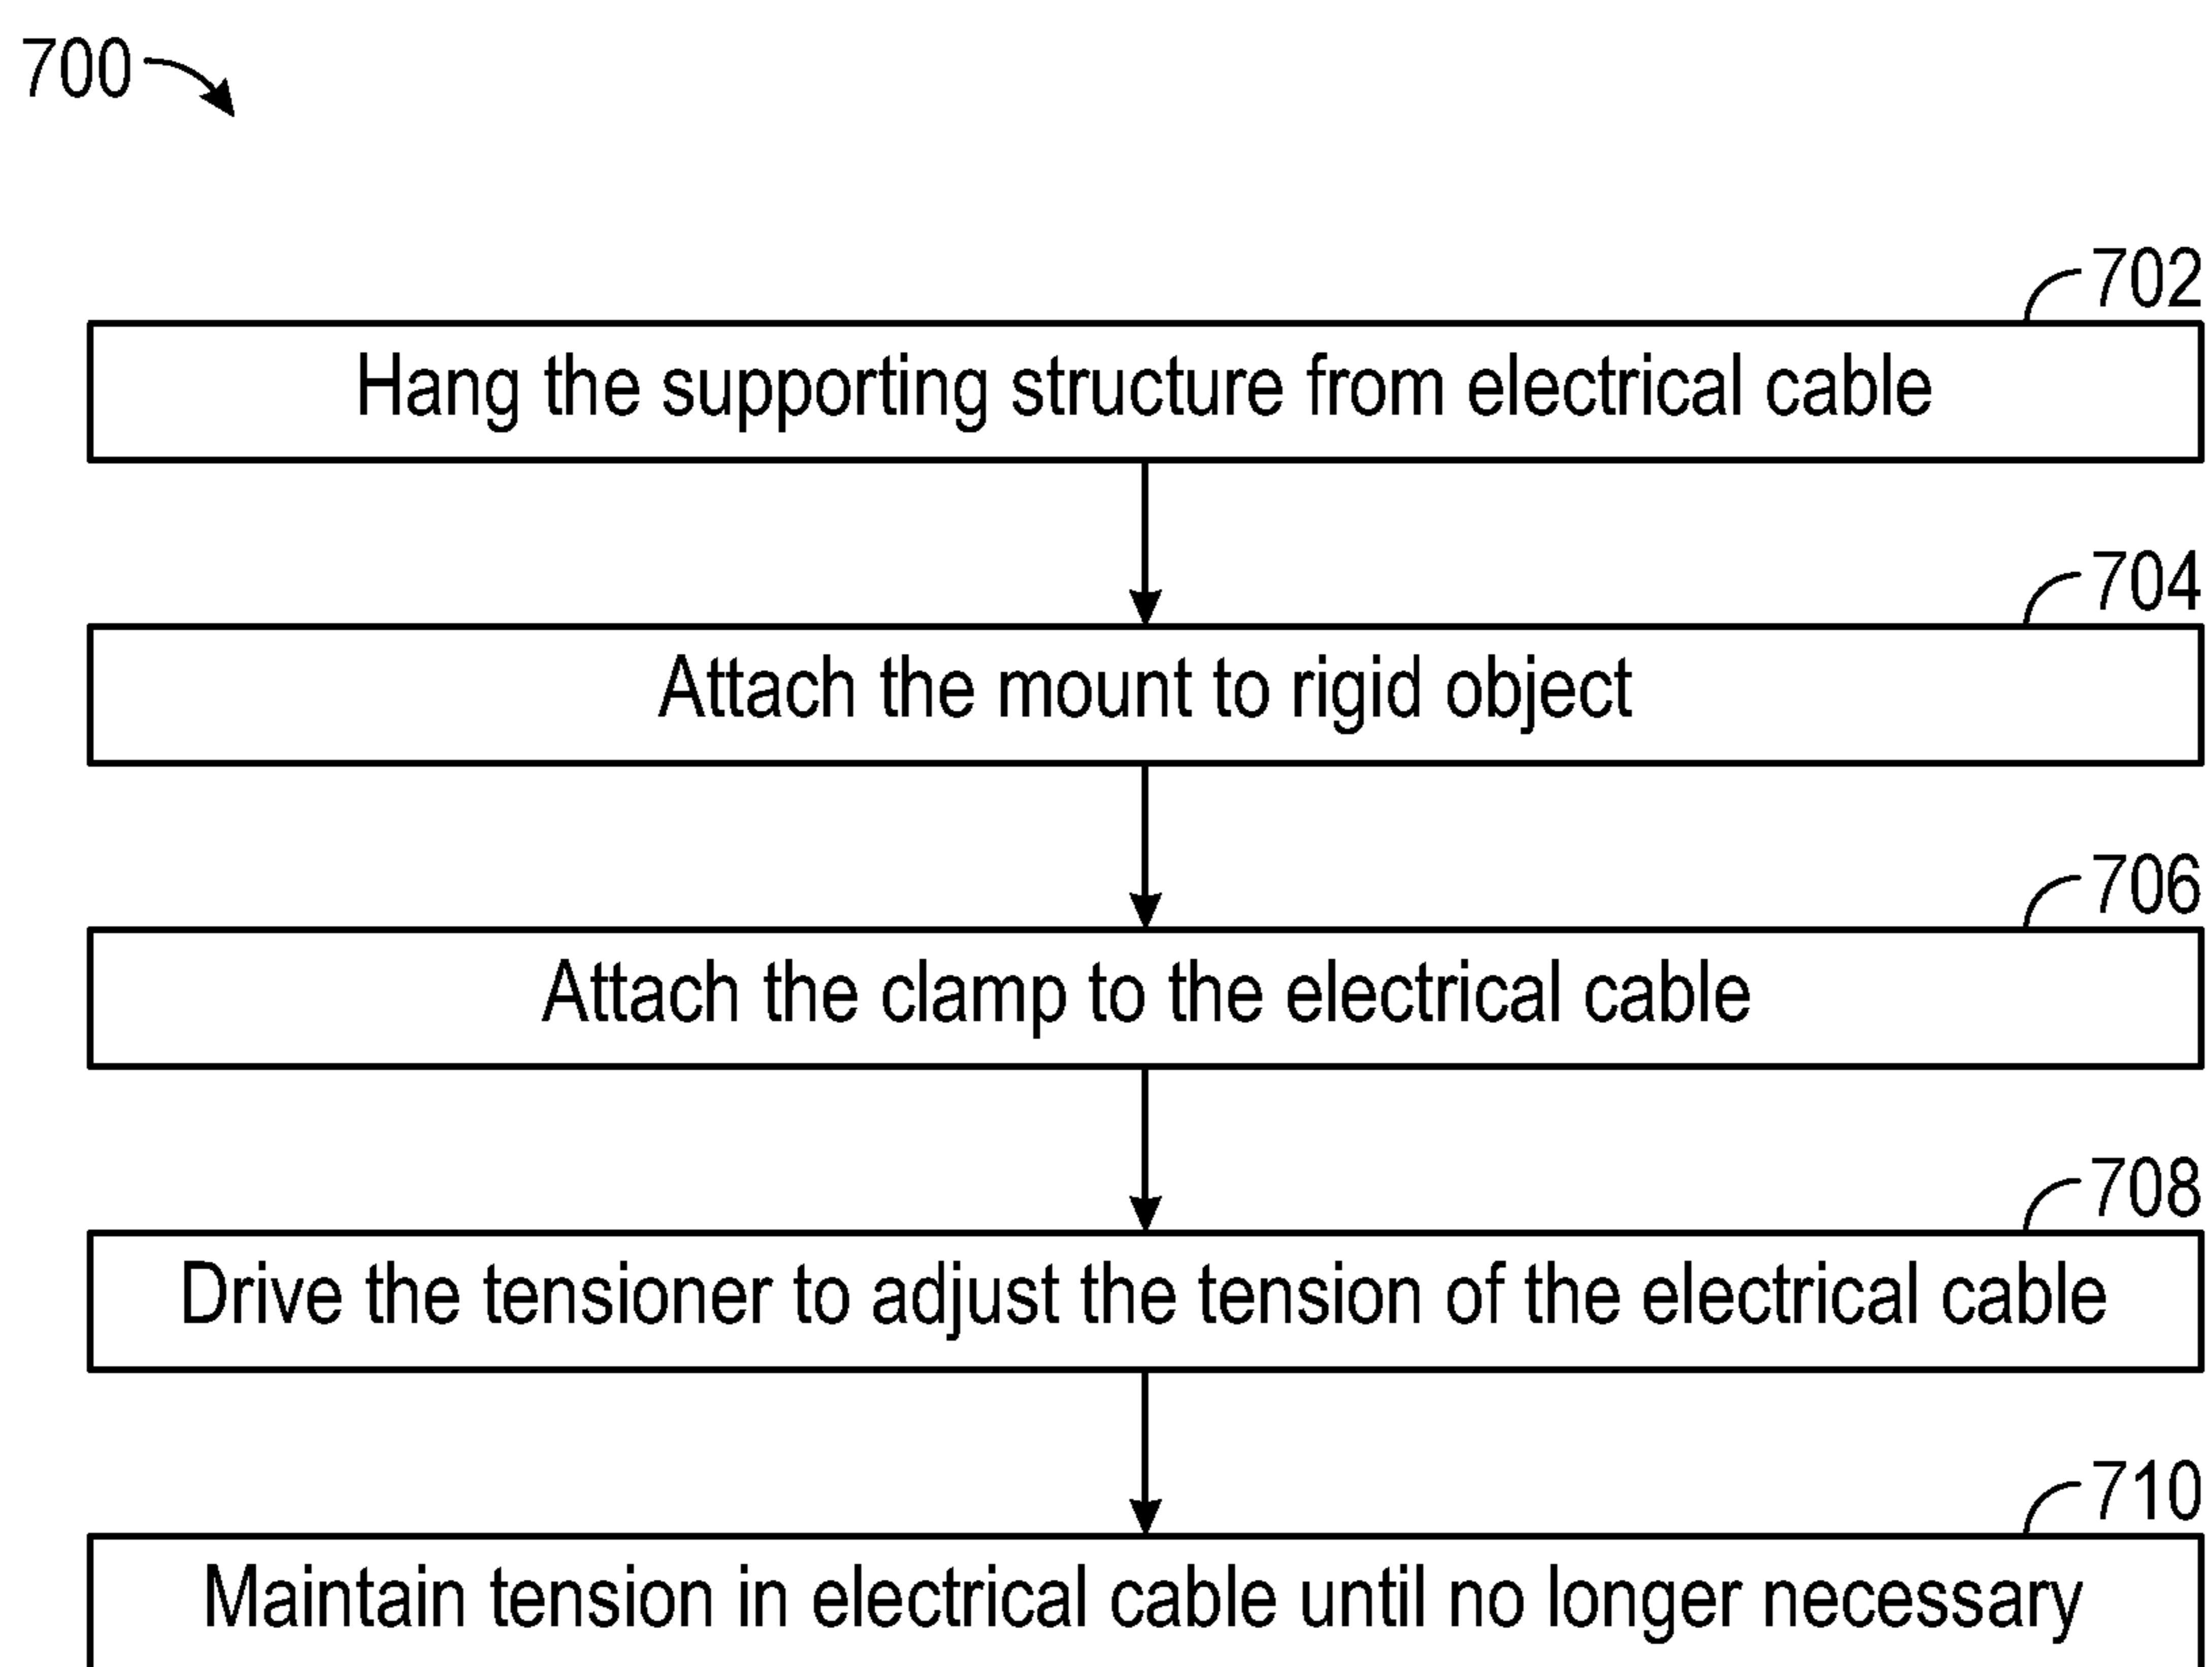 700
702
Hang the supporting structure from electrical cable
704
Attach the mount to rigid object
706
Attach the clamp to the electrical cable
708
Drive the tensioner to adjust the tension of the electrical cable
710
Maintain tension in electrical cable until no longer necessary